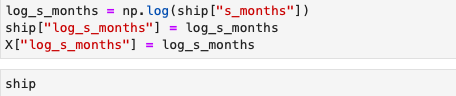 log_s_months = np.log(ship["s_months"])
ship["log_s_months"] = log_s_months
X["log_s_months"] = log_s_months
ship